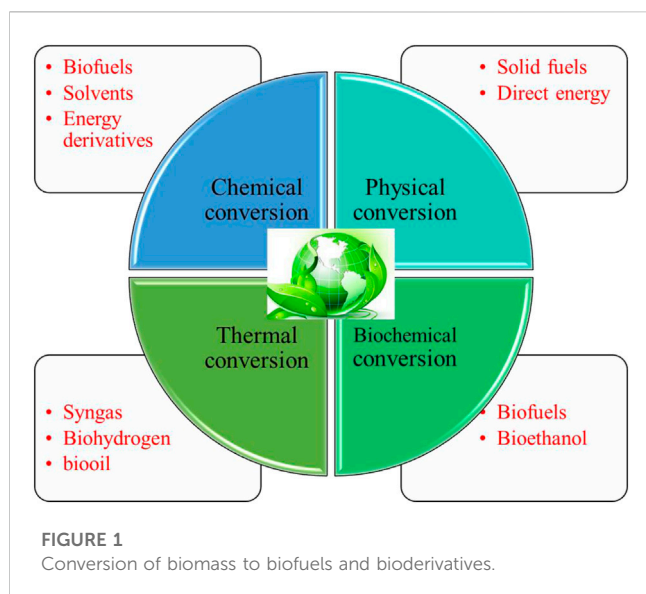 • Biofuels
• Solvents
• Energy
derivatives
• Solid fuels
• Direct energy
Chemical
conversion
Physical
conversion
Thermal
conversion
Biochemical
conversion
• Syngas
• Biohydrogen
• biooil
• Biofuels
• Bioethanol
FIGURE 1
Conversion of biomass to biofuels and bioderivatives.